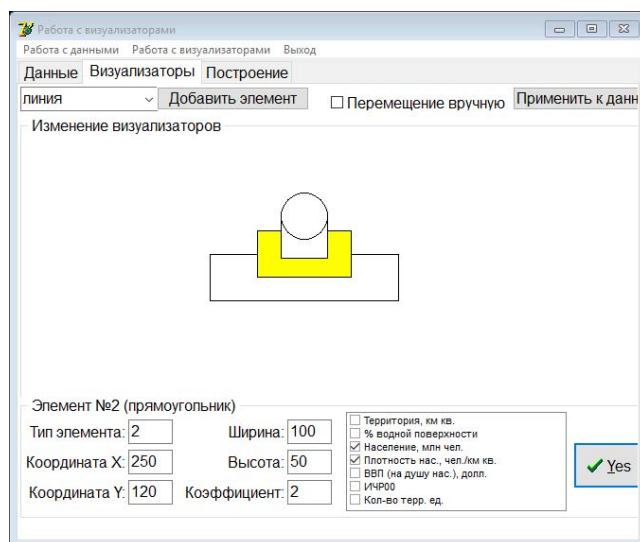 Работа с визуализаторами
Работа с данными Работа с визуализаторами Выход
Данные Визуализаторы Построение
линия Добавить элемент Перемещение вручную Применить к данн
Изменение визуализаторов
Элемент №2 (прямоугольник)
Тип элемента: 2 Ширина: 100
Координата X: 250 Высота: 50
Координата Y: 120 Коэффициент: 2
Территория, км кв.
% водной поверхности
Население, млн чел.
Плотность нас., чел./км кв.
ВВП (на душу нас.), долл.
ИЧР00
Кол-во терр. ед.
Yes